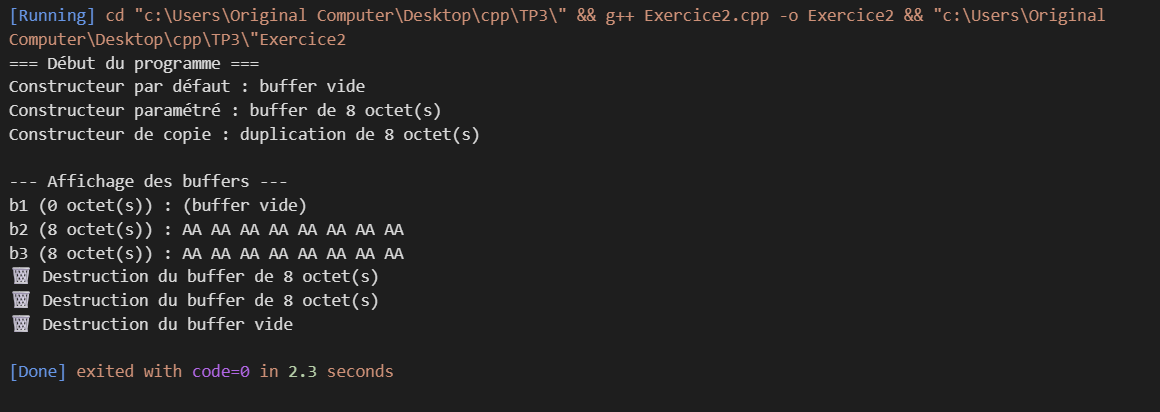 [Running] cd "c:\Users\Original Computer\Desktop\cpp\TP3\" && g++ Exercice2.cpp -o Exercice2 && "c:\Users\Original
Computer\Desktop\cpp\TP3\"Exercice2
=== Début du programme ===
Constructeur par défaut : buffer vide
Constructeur paramétré : buffer de 8 octet(s)
Constructeur de copie : duplication de 8 octet(s)
--- Affichage des buffers ---
b1 (0 octet(s)) : (buffer vide)
b2 (8 octet(s)) : AA AA AA AA AA AA AA AA
b3 (8 octet(s)) : AA AA AA AA AA AA AA AA
🗑️ Destruction du buffer de 8 octet(s)
🗑️ Destruction du buffer de 8 octet(s)
🗑️ Destruction du buffer vide
[Done] exited with code=0 in 2.3 seconds